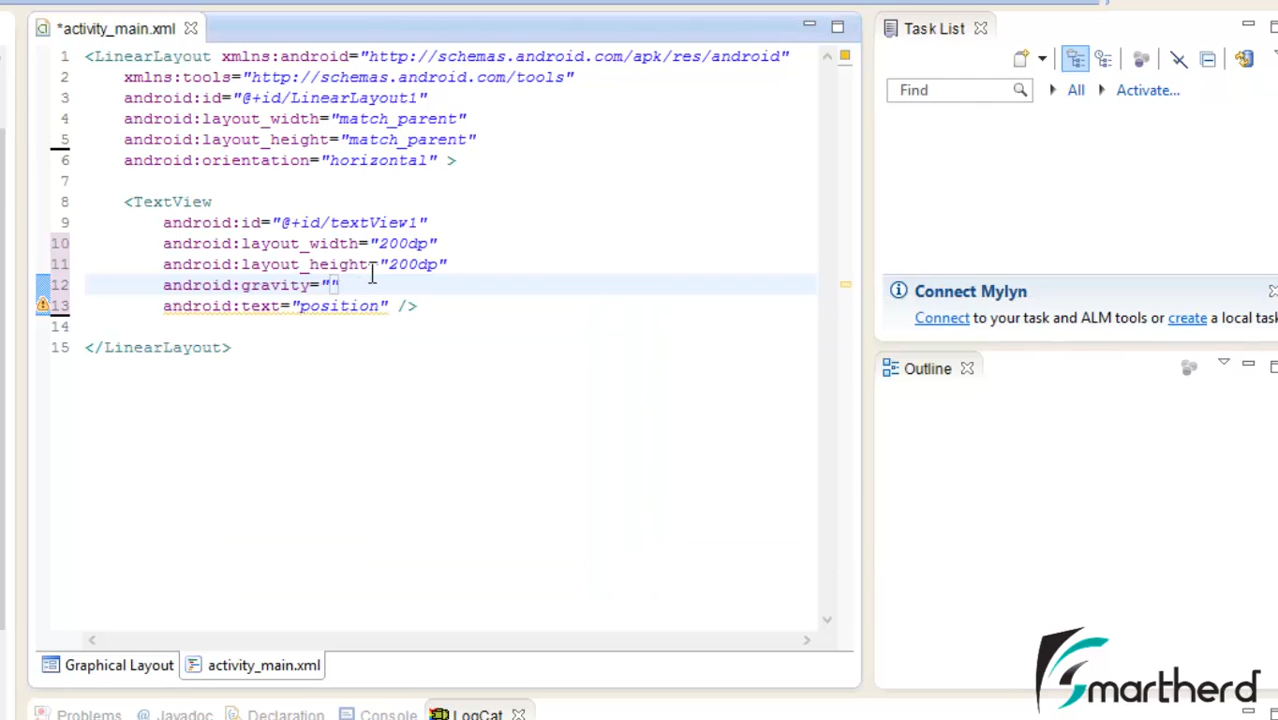 *activity_main.xml
1 <LinearLayout xmlns:android="http://schemas.android.com/apk/res/android"
2 xmlns:tools="http://schemas.android.com/tools"
3 android:id="@+id/LinearLayout1"
4 android:layout_width="match_parent"
5 android:layout_height="match_parent"
6 android:orientation="horizontal" >
7
8 <TextView
9 android:id="@+id/textView1"
10 android:layout_width="200dp"
11 android:layout_height="200dp"
12 android:gravity=""
13 android:text="position" />
14
15 </LinearLayout>
Graphical Layout
activity_main.xml
Problems
Javadoc
Declaration
Console
LogCat
Task List
Find
All
Activate...
Connect Mylyn
Connect to your task and ALM tools or create a local task
Outline
Smartherd